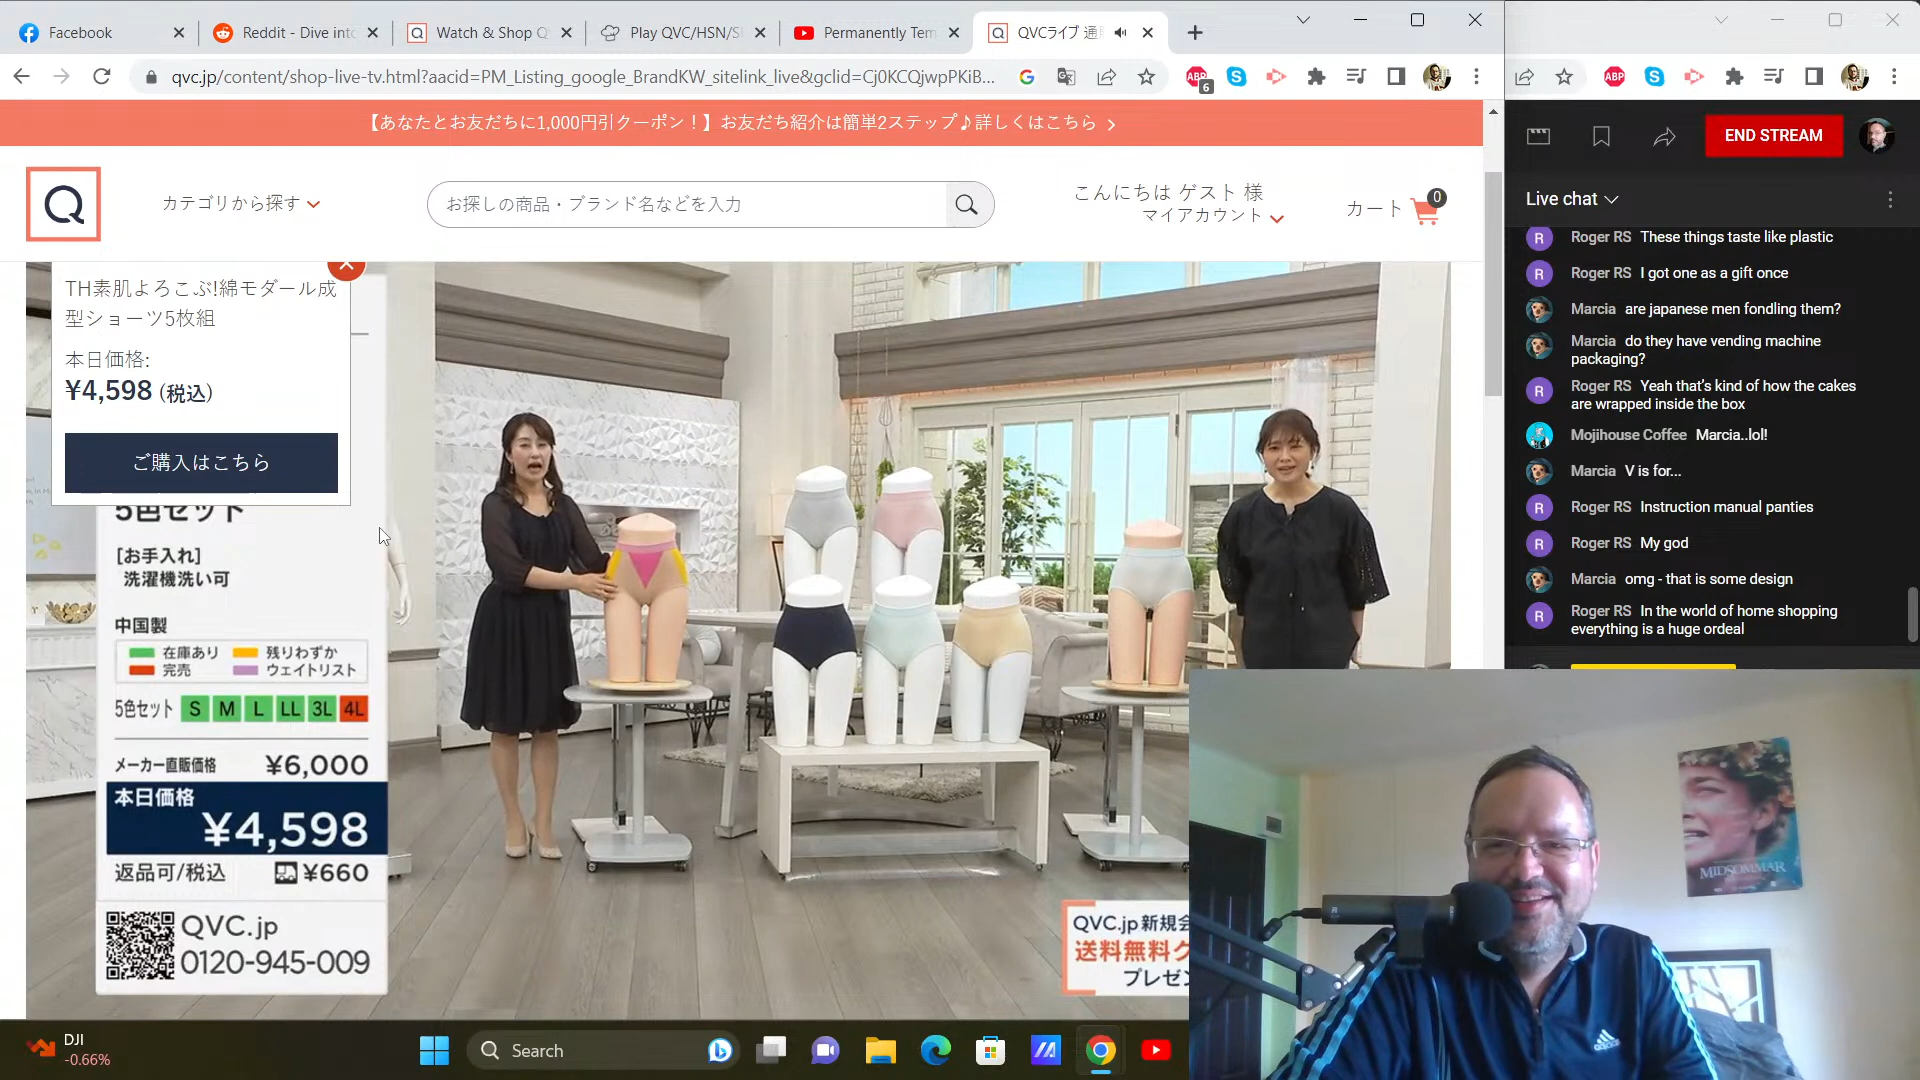 Facebook
Reddit - Dive into
Watch & Shop Q
Play QVC/HSN/S
Permanently Tem
QVCライブ 通
qvc.jp/content/shop-live-tv.html?aacid=PM_Listing_google_BrandKW_sitelink_live&gclid=Cj0KCQjwpPKiB...
ABP
6
ABP
【あなたとお友だちに1,000円引クーポン！】お友だち紹介は簡単2ステップ♪詳しくはこちら
Q
カテゴリから探す
お探しの商品・ブランド名などを入力
こんにちは ゲスト 様
マイアカウント
カート
0
TH素肌よろこぶ!綿モダール成
型ショーツ5枚組
本日価格:
¥4,598 (税込)
ご購入はこちら
5色セット
[お手入れ]
洗濯機洗い可
中国製
在庫あり
残りわずか
完売
ウェイトリスト
5色セット S M L LL 3L 4L
メーカー直販価格 ¥6,000
本日価格
¥4,598
返品可/税込 ¥660
QVC.jp
0120-945-009
QVC.jp新規会
送料無料ク
プレゼン
END STREAM
Live chat
Roger RS These things taste like plastic
Roger RS I got one as a gift once
Marcia are japanese men fondling them?
Marcia do they have vending machine
packaging?
Roger RS Yeah that's kind of how the cakes
are wrapped inside the box
Mojihouse Coffee Marcia..lol!
Marcia V is for...
Roger RS Instruction manual panties
Roger RS My god
Marcia omg - that is some design
Roger RS In the world of home shopping
everything is a huge ordeal
MIDSOMMAR
adidas
DJI
-0.66%
Search